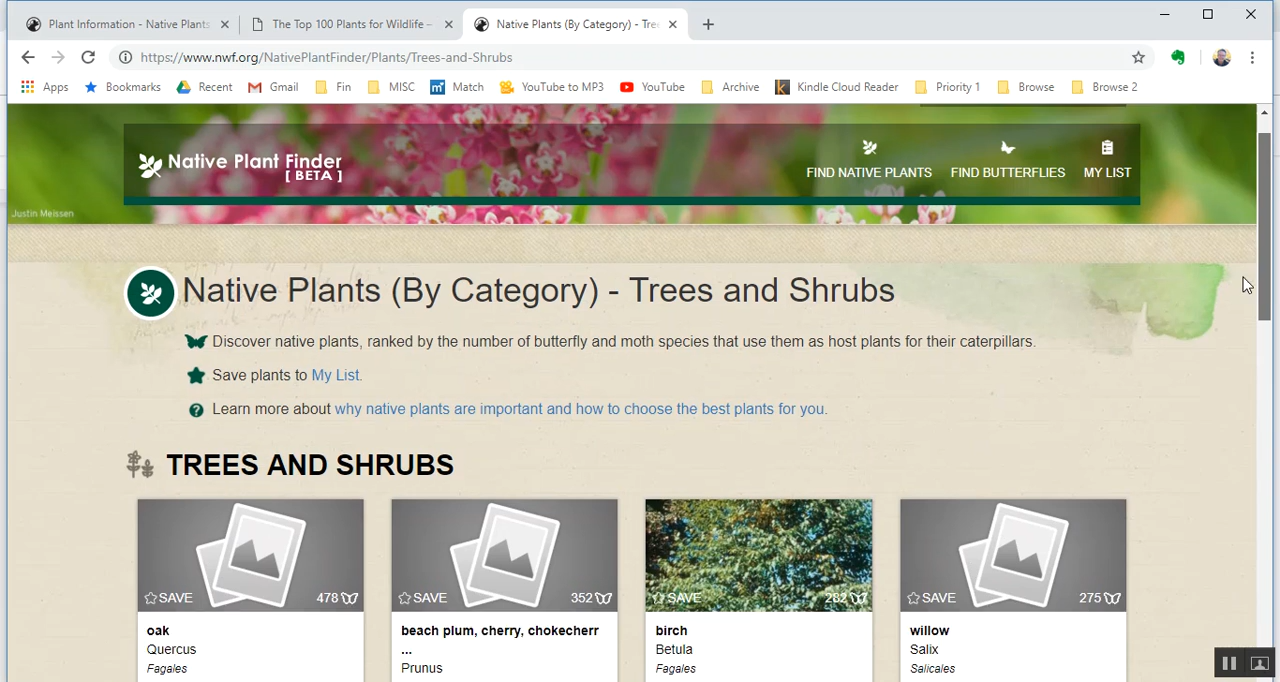 Plant Information - Native Plants
The Top 100 Plants for Wildlife –
Native Plants (By Category) - Tre
https://www.nwf.org/NativePlantFinder/Plants/Trees-and-Shrubs
Apps Bookmarks Recent Gmail Fin MISC Match YouTube to MP3 YouTube Archive Kindle Cloud Reader Priority 1 Browse Browse 2
Native Plant Finder
[ BETA ]
FIND NATIVE PLANTS FIND BUTTERFLIES MY LIST
Justin Meissen
Native Plants (By Category) - Trees and Shrubs
Discover native plants, ranked by the number of butterfly and moth species that use them as host plants for their caterpillars.
Save plants to My List.
Learn more about why native plants are important and how to choose the best plants for you.
TREES AND SHRUBS
SAVE 478
SAVE 352
SAVE 282
SAVE 275
oak
Quercus
Fagales
beach plum, cherry, chokecherr
...
Prunus
birch
Betula
Fagales
willow
Salix
Salicales